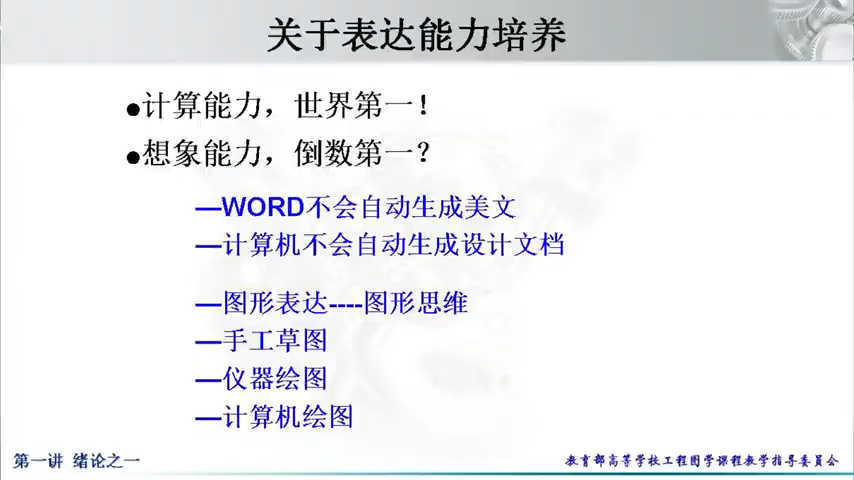 关于表达能力培养
●计算能力，世界第一！
●想象能力，倒数第一？
—WORD不会自动生成美文
—计算机不会自动生成设计文档
—图形表达----图形思维
—手工草图
—仪器绘图
—计算机绘图
第一讲 绪论之一
教育部高等学校工程图学课程教学指导委员会